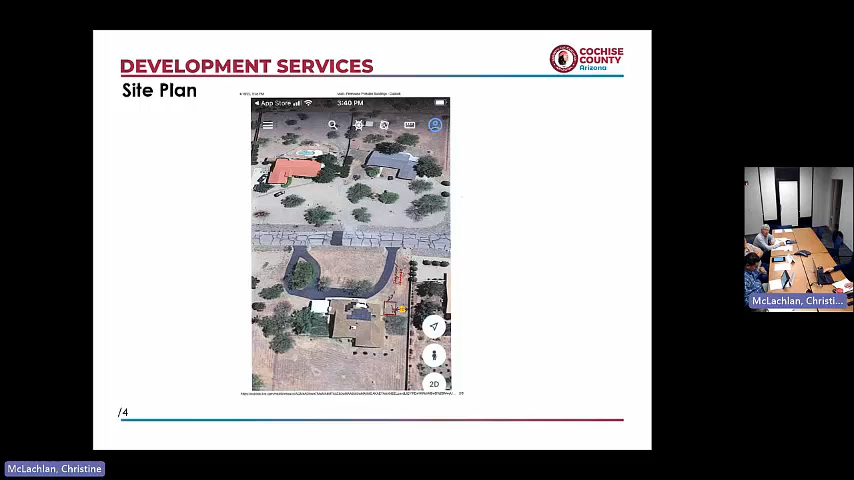 DEVELOPMENT SERVICES
COCHISE
COUNTY
Arizona
Site Plan
App Store
3:40 PM
2D
/4
McLachlan, Christi...
McLachlan, Christine